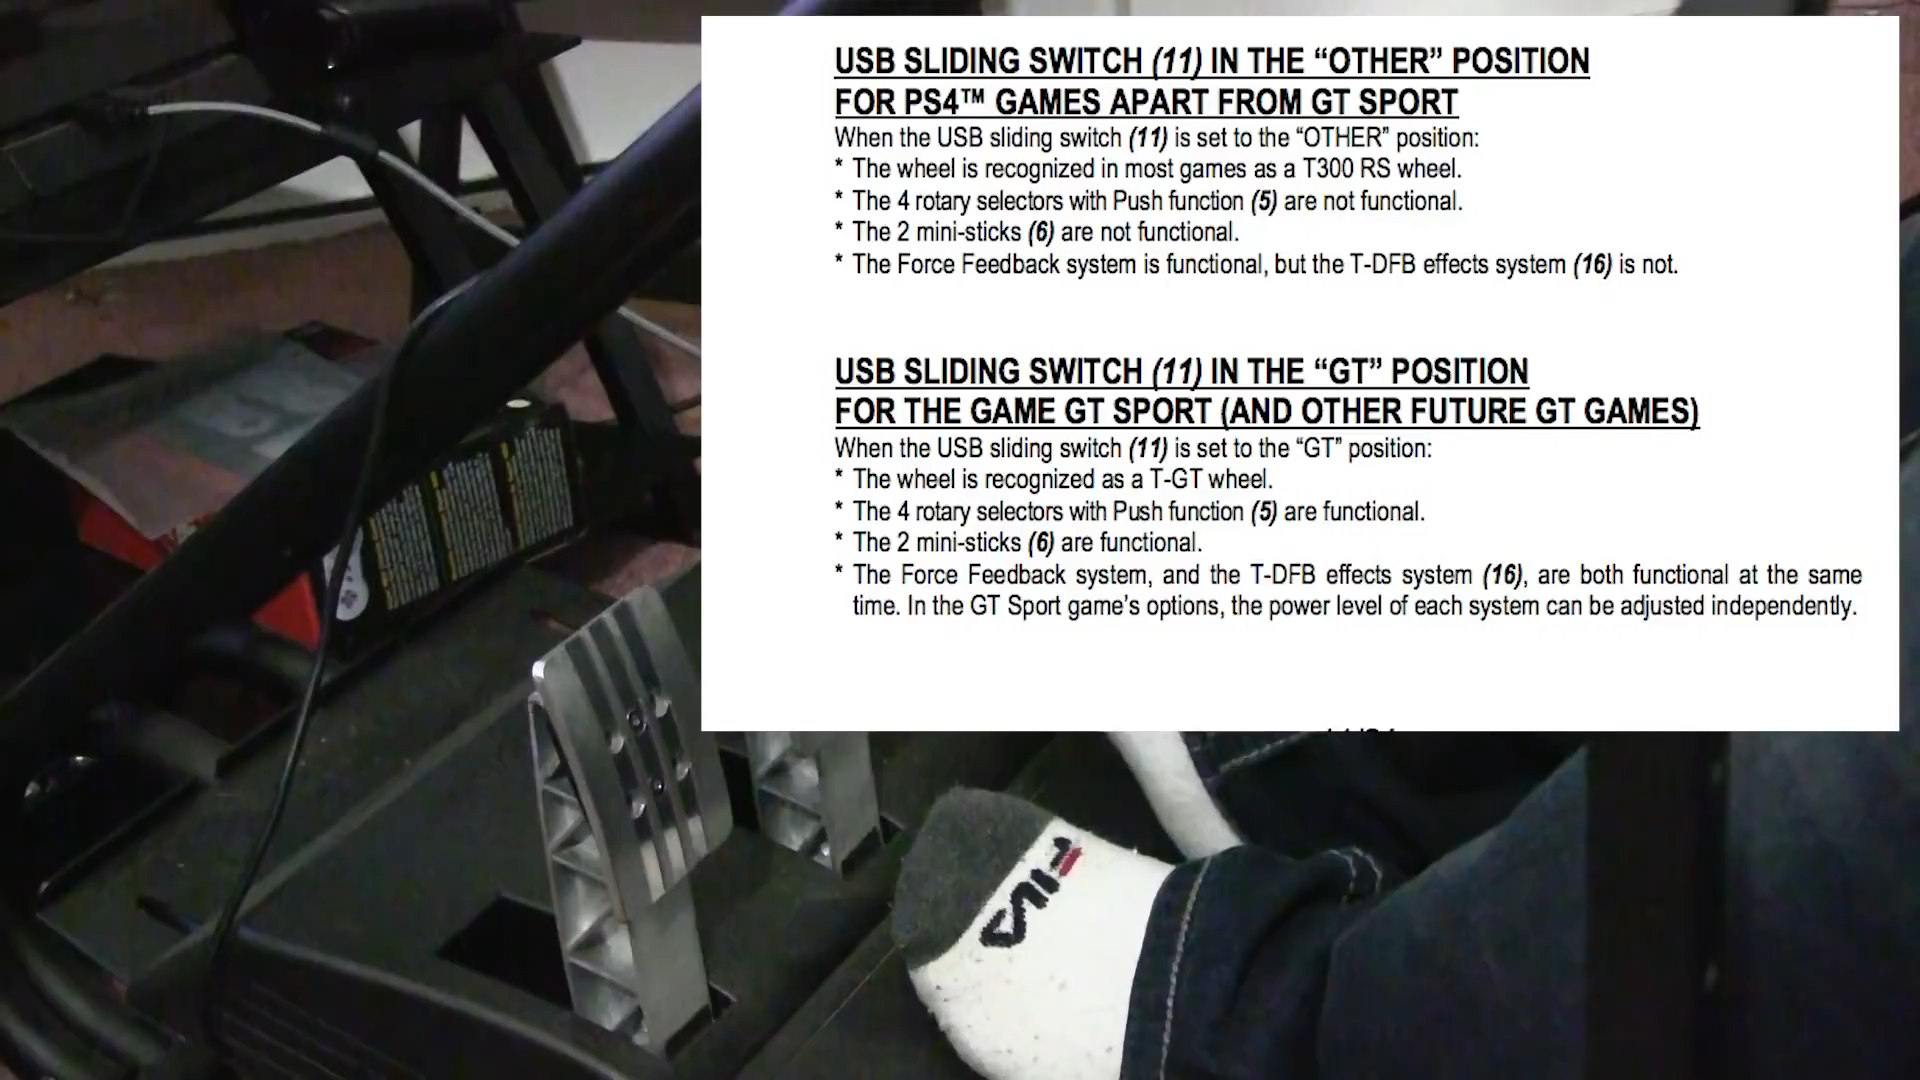 USB SLIDING SWITCH (11) IN THE “OTHER” POSITION
FOR PS4™ GAMES APART FROM GT SPORT
When the USB sliding switch (11) is set to the “OTHER” position:
* The wheel is recognized in most games as a T300 RS wheel.
* The 4 rotary selectors with Push function (5) are not functional.
* The 2 mini-sticks (6) are not functional.
* The Force Feedback system is functional, but the T-DFB effects system (16) is not.
USB SLIDING SWITCH (11) IN THE “GT” POSITION
FOR THE GAME GT SPORT (AND OTHER FUTURE GT GAMES)
When the USB sliding switch (11) is set to the “GT” position:
* The wheel is recognized as a T-GT wheel.
* The 4 rotary selectors with Push function (5) are functional.
* The 2 mini-sticks (6) are functional.
* The Force Feedback system, and the T-DFB effects system (16), are both functional at the same
time. In the GT Sport game’s options, the power level of each system can be adjusted independently.
FILA